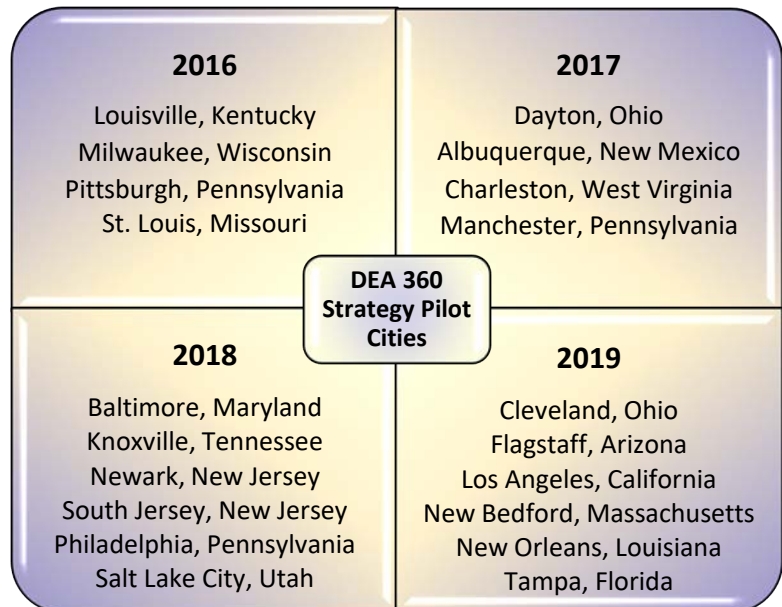 2016
Louisville, Kentucky
Milwaukee, Wisconsin
Pittsburgh, Pennsylvania
St. Louis, Missouri
2017
Dayton, Ohio
Albuquerque, New Mexico
Charleston, West Virginia
Manchester, Pennsylvania
DEA 360
Strategy Pilot
Cities
2018
Baltimore, Maryland
Knoxville, Tennessee
Newark, New Jersey
South Jersey, New Jersey
Philadelphia, Pennsylvania
Salt Lake City, Utah
2019
Cleveland, Ohio
Flagstaff, Arizona
Los Angeles, California
New Bedford, Massachusetts
New Orleans, Louisiana
Tampa, Florida